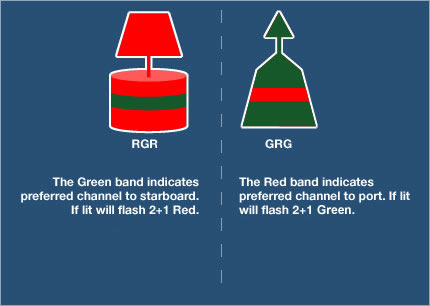 RGR
The Green band indicates
preferred channel to starboard.
If lit will flash 2+1 Red.
GRG
The Red band indicates
preferred channel to port. If lit
will flash 2+1 Green.